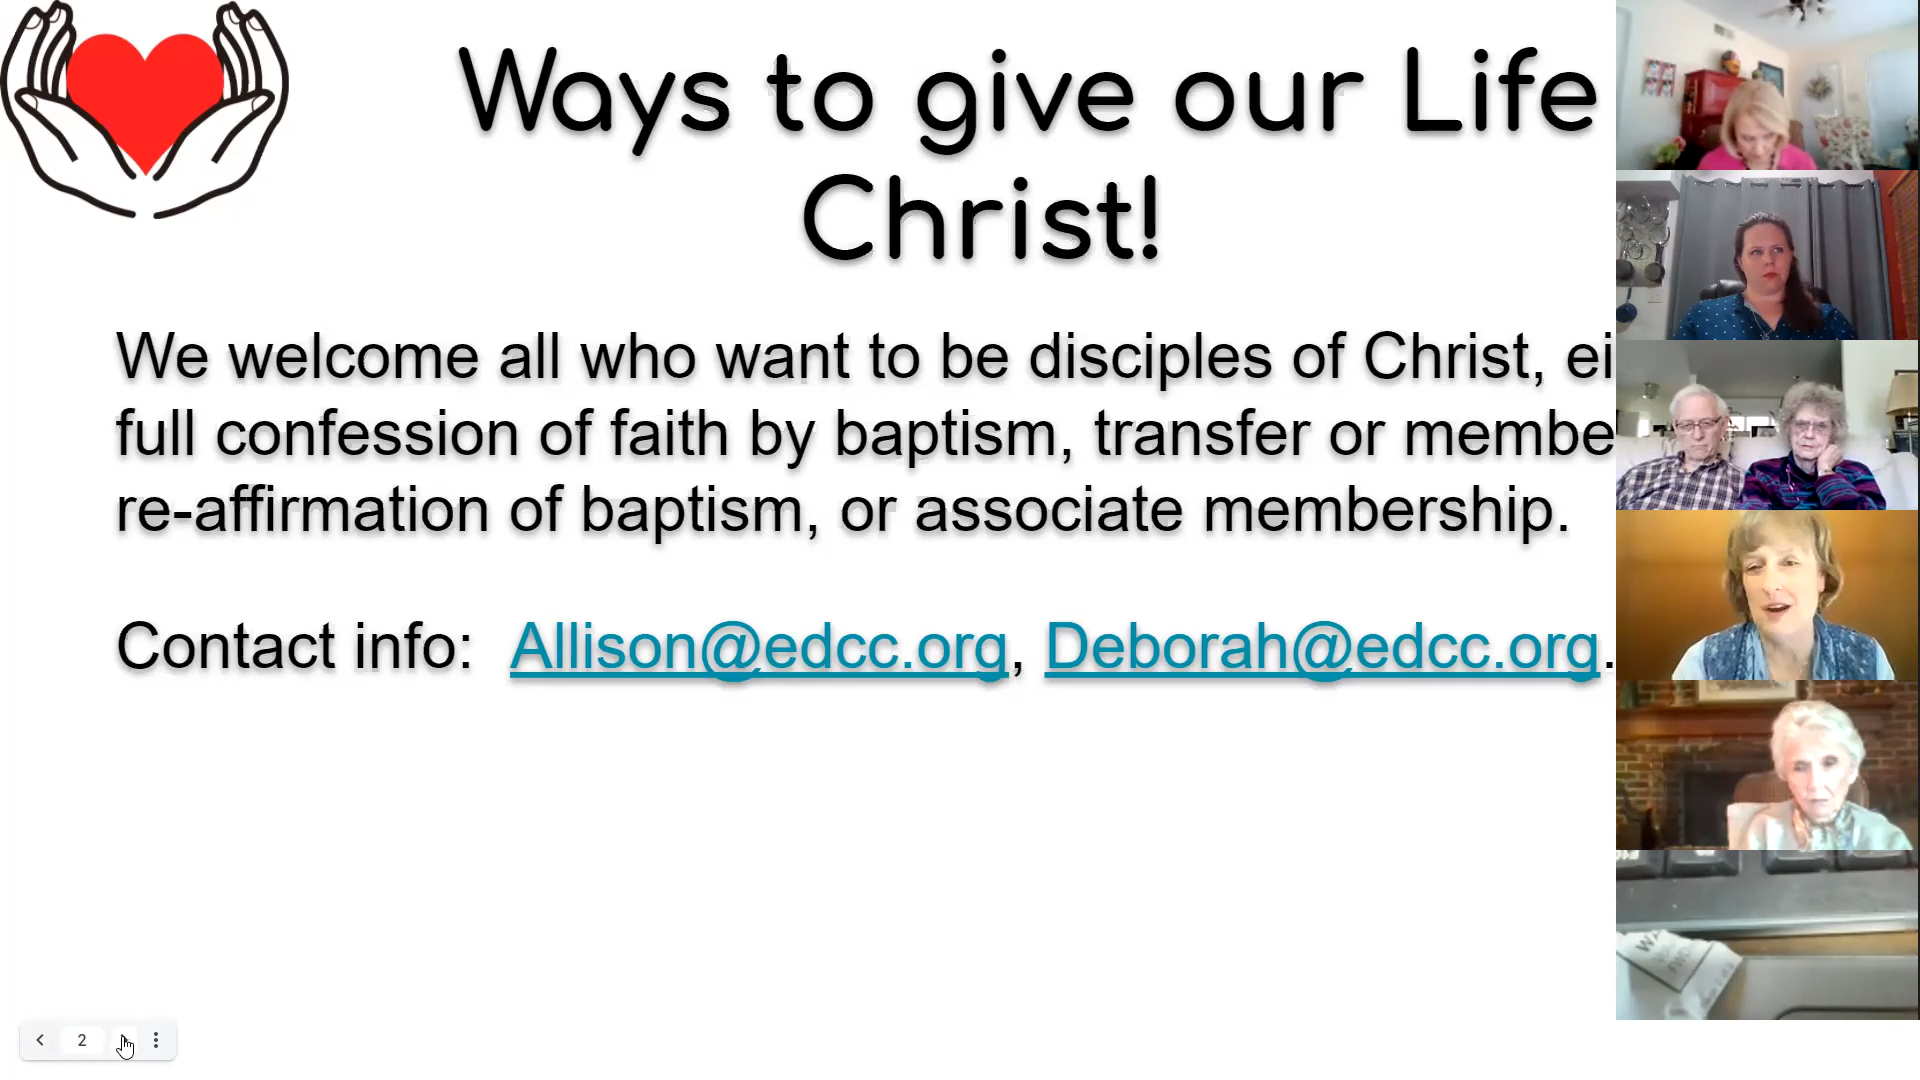 Ways to give our Life
Christ!
We welcome all who want to be disciples of Christ, ei
full confession of faith by baptism, transfer or membe
re-affirmation of baptism, or associate membership.
Contact info: Allison@edcc.org, Deborah@edcc.org.
2